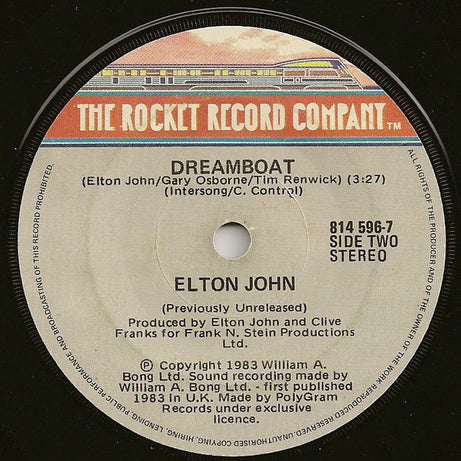 THE ROCKET RECORD COMPANY TM
DREAMBOAT
(Elton John/Gary Osborne/Tim Renwick) (3:27)
(Intersong/C. Control)
814 596-7
SIDE TWO
STEREO
ELTON JOHN
(Previously Unreleased)
Produced by Elton John and Clive
Franks for Frank N. Stein Productions
Ltd.
Ⓟ Copyright 1983 William A.
Bong Ltd. Sound recording made by
William A. Bong Ltd. - first published
1983 in U.K. Made by PolyGram
Records under exclusive
licence.
ALL RIGHTS OF THE PRODUCER AND OF THE OWNER OF THE WORK REPRODUCED RESERVED. UNAUTHORISED COPYING, HIRING, LENDING, PUBLIC PERFORMANCE AND BROADCASTING OF THIS RECORD PROHIBITED.